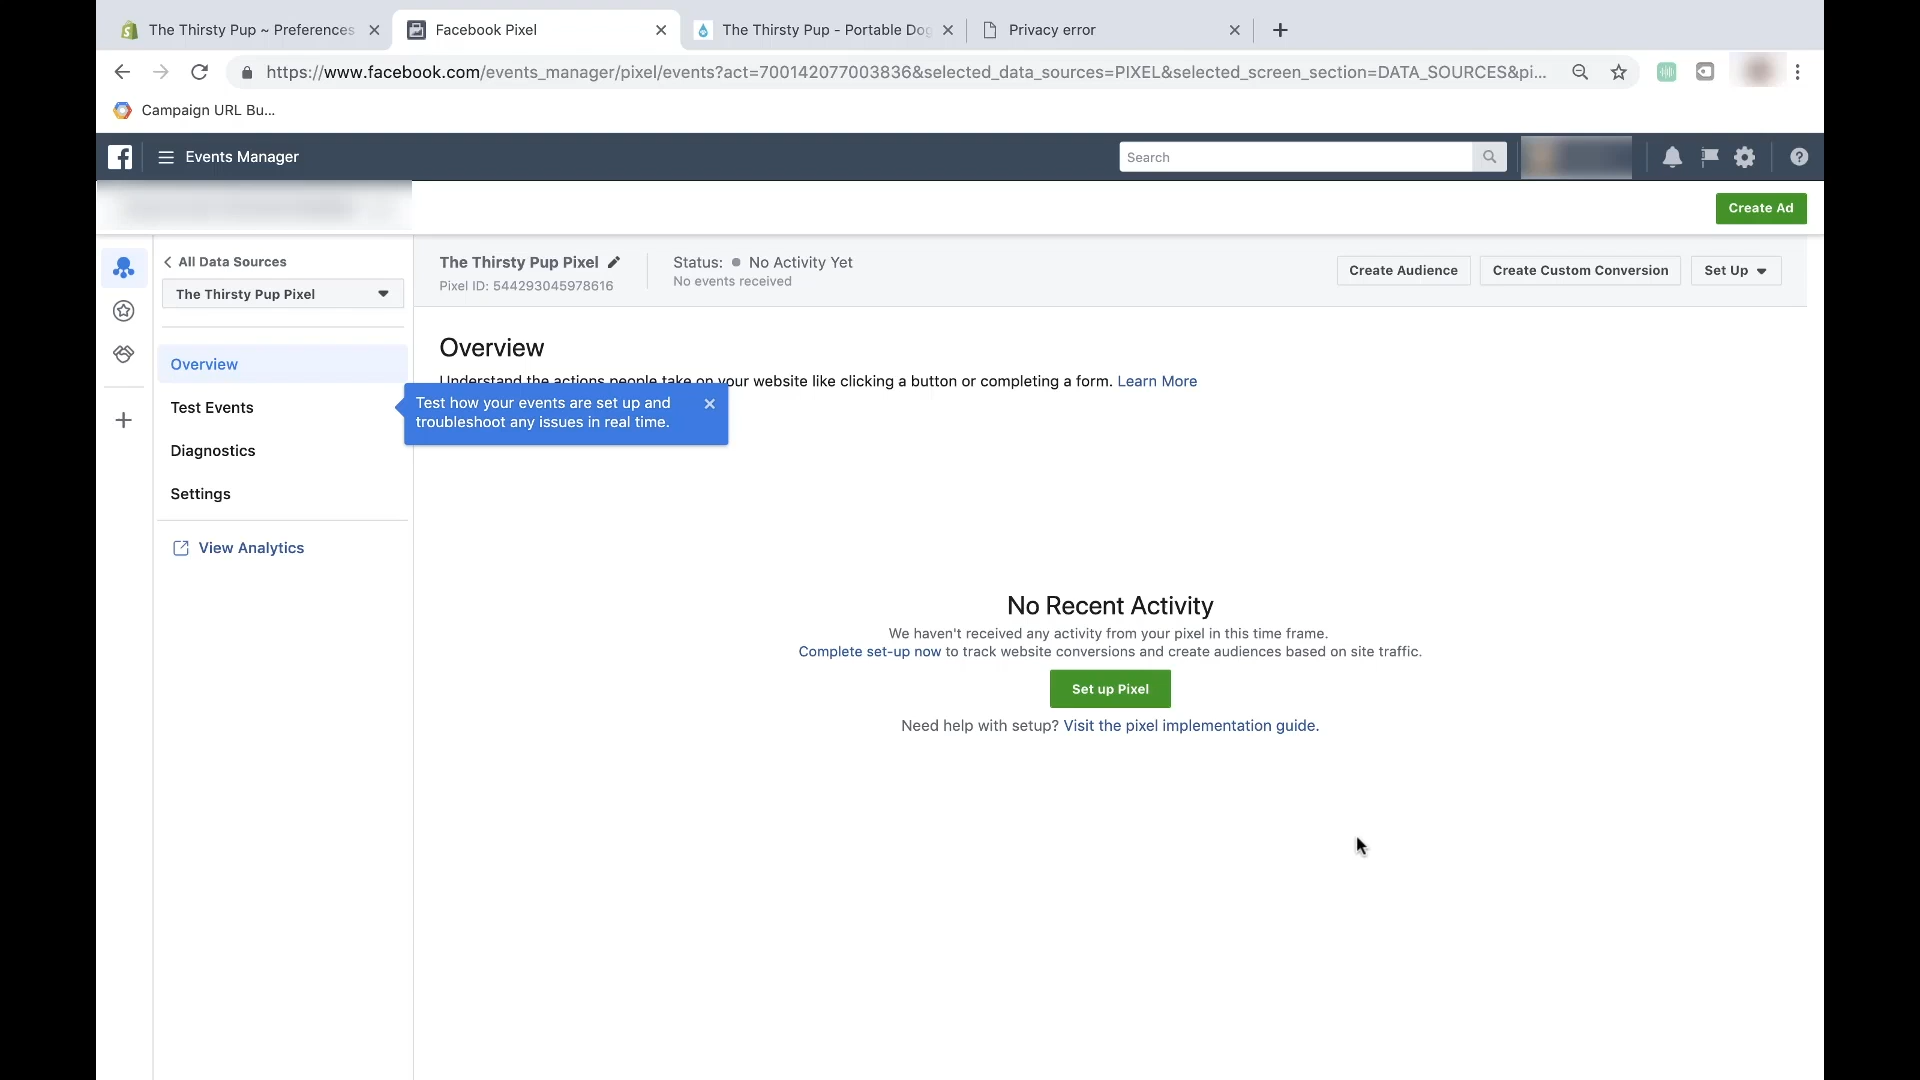 The Thirsty Pup ~ Preferences
Facebook Pixel
The Thirsty Pup - Portable Dog
Privacy error
https://www.facebook.com/events_manager/pixel/events?act=700142077003836&selected_data_sources=PIXEL&selected_screen_section=DATA_SOURCES&pi...
Campaign URL Bu...
Events Manager
Search
Create Ad
All Data Sources
The Thirsty Pup Pixel
The Thirsty Pup Pixel
Pixel ID: 544293045978616
Status: No Activity Yet
No events received
Create Audience
Create Custom Conversion
Set Up
Overview
Test Events
Diagnostics
Settings
View Analytics
Overview
Understand the actions people take on your website like clicking a button or completing a form. Learn More
Test how your events are set up and
troubleshoot any issues in real time.
No Recent Activity
We haven't received any activity from your pixel in this time frame.
Complete set-up now to track website conversions and create audiences based on site traffic.
Set up Pixel
Need help with setup? Visit the pixel implementation guide.